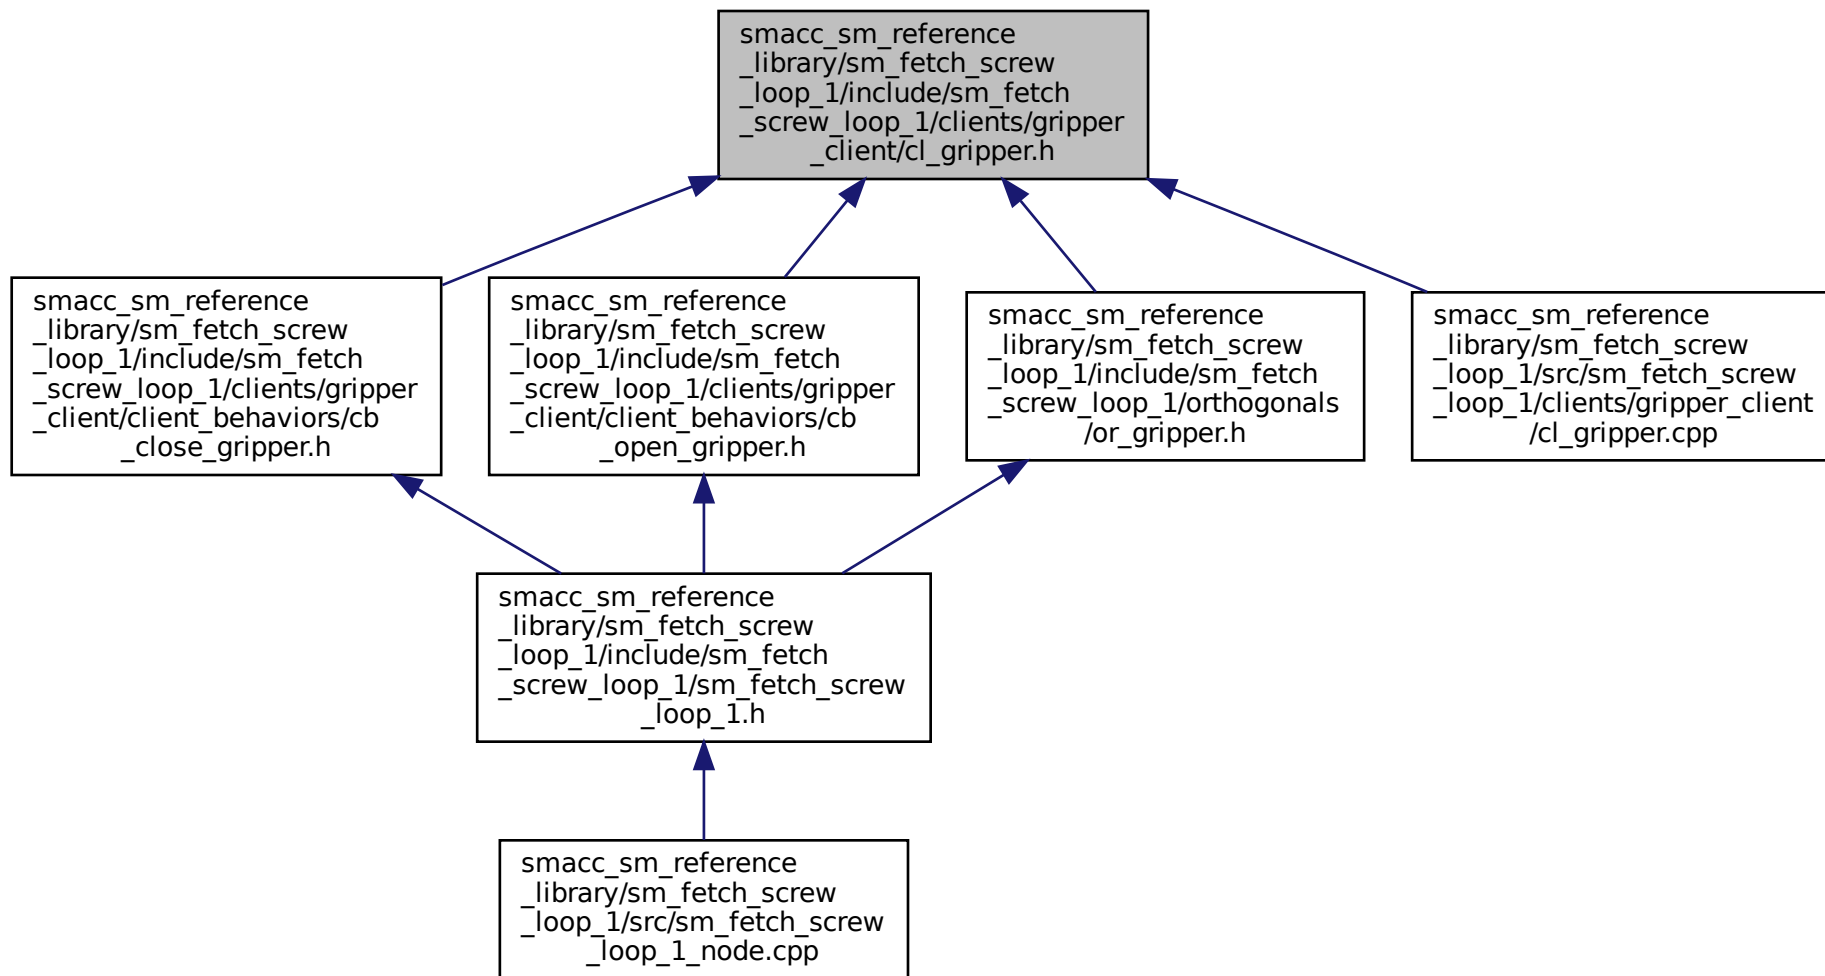 smacc_sm_reference
_library/sm_fetch_screw
_loop_1/include/sm_fetch
_screw_loop_1/clients/gripper
_client/cl_gripper.h
smacc_sm_reference
_library/sm_fetch_screw
_loop_1/include/sm_fetch
_screw_loop_1/clients/gripper
_client/client_behaviors/cb
_close_gripper.h
smacc_sm_reference
_library/sm_fetch_screw
_loop_1/include/sm_fetch
_screw_loop_1/clients/gripper
_client/client_behaviors/cb
_open_gripper.h
smacc_sm_reference
_library/sm_fetch_screw
_loop_1/include/sm_fetch
_screw_loop_1/orthogonals
/or_gripper.h
smacc_sm_reference
_library/sm_fetch_screw
_loop_1/src/sm_fetch_screw
_loop_1/clients/gripper_client
/cl_gripper.cpp
smacc_sm_reference
_library/sm_fetch_screw
_loop_1/include/sm_fetch
_screw_loop_1/sm_fetch_screw
_loop_1.h
smacc_sm_reference
_library/sm_fetch_screw
_loop_1/src/sm_fetch_screw
_loop_1_node.cpp